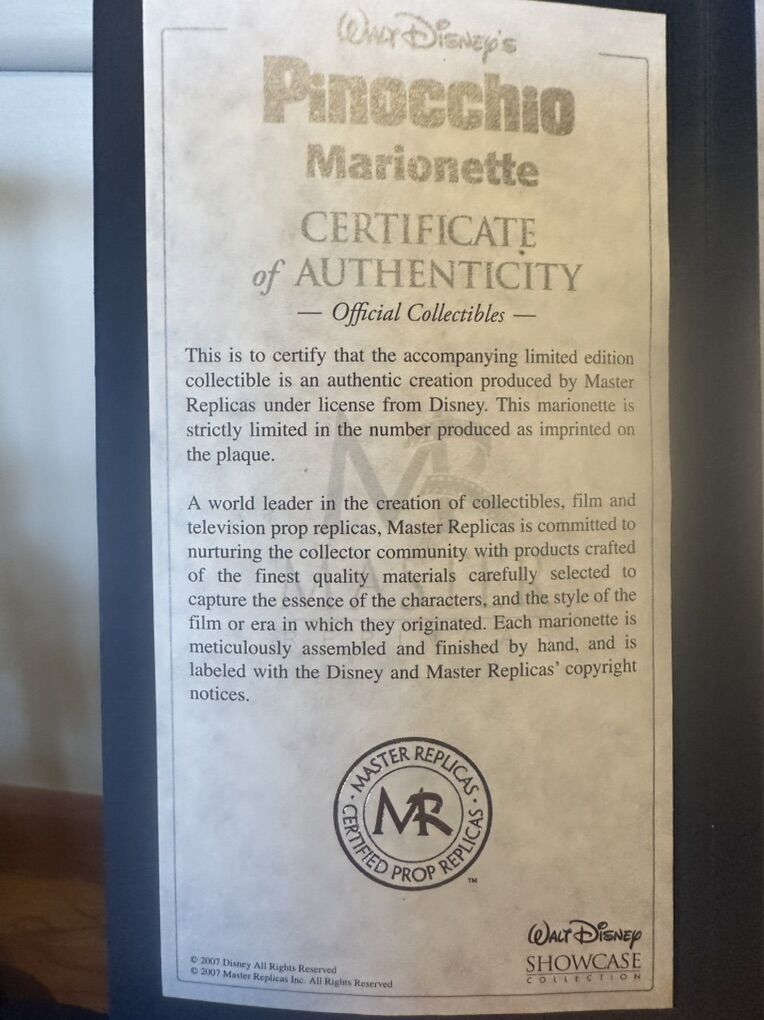 WALT DISNEY'S
Pinocchio
Marionette
CERTIFICATE
of AUTHENTICITY
— Official Collectibles —
This is to certify that the accompanying limited edition
collectible is an authentic creation produced by Master
Replicas under license from Disney. This marionette is
strictly limited in the number produced as imprinted on
the plaque.
A world leader in the creation of collectibles, film and
television prop replicas, Master Replicas is committed to
nurturing the collector community with products crafted
of the finest quality materials carefully selected to
capture the essence of the characters, and the style of the
film or era in which they originated. Each marionette is
meticulously assembled and finished by hand, and is
labeled with the Disney and Master Replicas’ copyright
notices.
· MASTER REPLICAS ·
MR
CERTIFIED PROP REPLICAS
™
WALT DISNEY
SHOWCASE
COLLECTION
© 2007 Disney All Rights Reserved
© 2007 Master Replicas Inc. All Rights Reserved